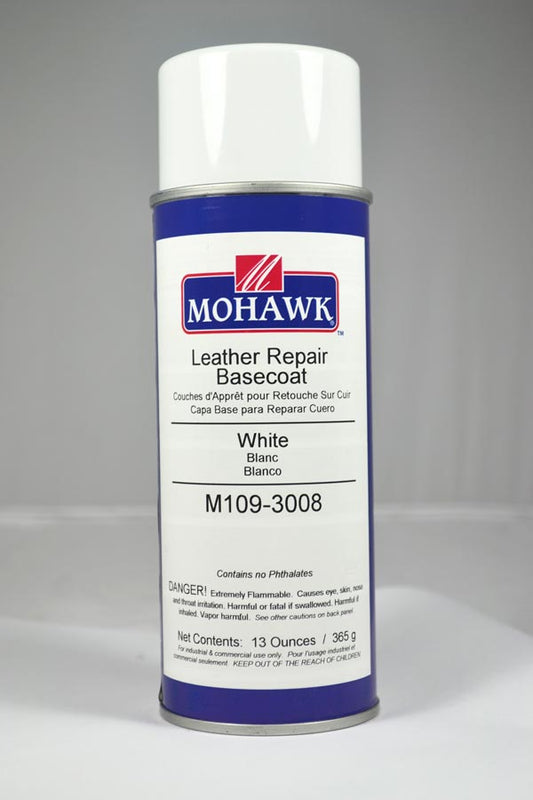 M
MOHAWK®
™
Leather Repair
Basecoat
Couches d'Apprêt pour Retouche Sur Cuir
Capa Base para Reparar Cuero
White
Blanc
Blanco
M109-3008
Contains no Phthalates
DANGER! Extremely Flammable. Causes eye, skin, nose
and throat irritation. Harmful or fatal if swallowed. Harmful if
inhaled. Vapor harmful. See other cautions on back panel.
Net Contents: 13 Ounces / 365 g
For industrial & commercial use only. Pour l'usage industriel et
commercial seulement. KEEP OUT OF THE REACH OF CHILDREN.